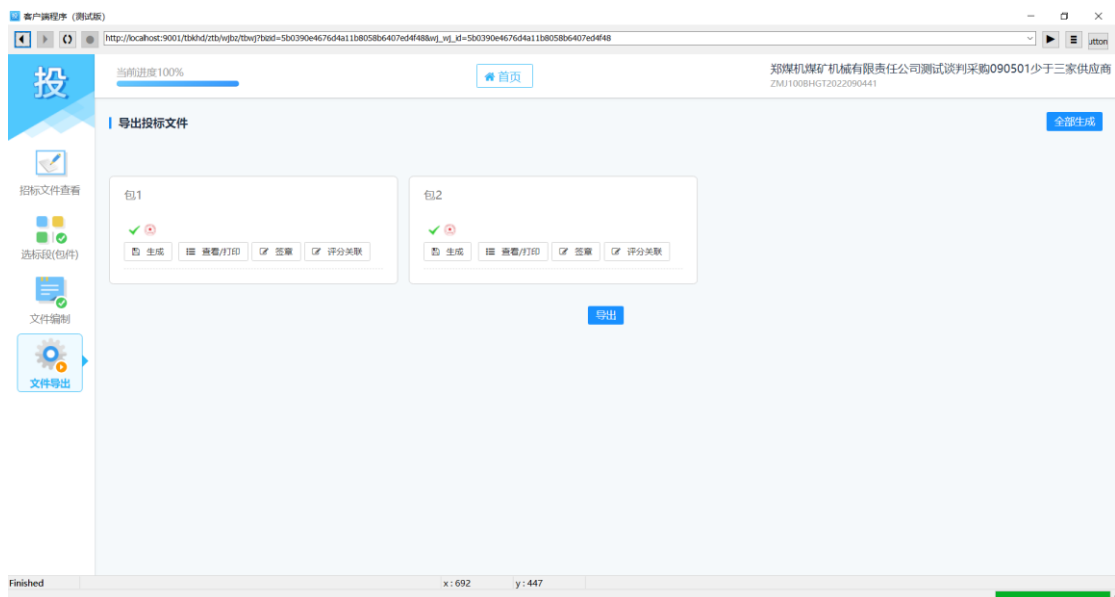 客户端程序（测试版）
http://localhost:9001/tbkhd/ztb/wjbz/tbwj?bizid=5b0390e4676d4a11b8058b6407ed4f48&wj_wj_id=5b0390e4676d4a11b8058b6407ed4f48
utton
投
当前进度100%
首页
郑煤机煤矿机械有限责任公司测试谈判采购090501少于三家供应商
ZMJ1008HGT2022090441
导出投标文件
全部生成
招标文件查看
选标段(包件)
文件编制
文件导出
包1
生成 查看/打印 签章 评分关联
包2
生成 查看/打印 签章 评分关联
导出
Finished
x : 692 y : 447